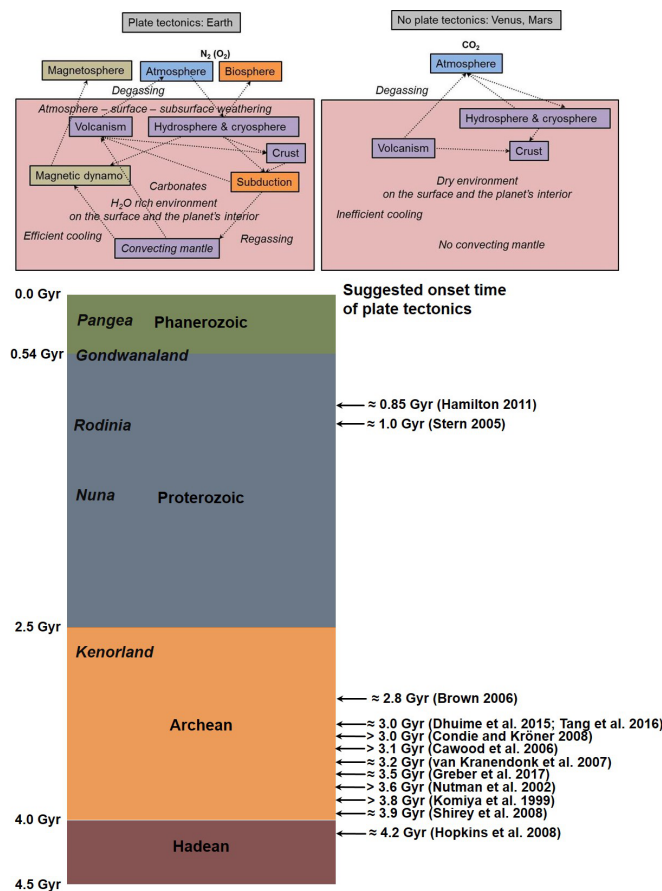 Plate tectonics: Earth
No plate tectonics: Venus, Mars
N₂ (O₂)
Magnetosphere
Atmosphere
Biosphere
Degassing
Atmosphere – surface – subsurface weathering
Volcanism
Hydrosphere & cryosphere
Crust
Magnetic dynamo
Carbonates
Subduction
H₂O rich environment
on the surface and the planet's interior
Efficient cooling
Regassing
Convecting mantle
CO₂
Atmosphere
Degassing
Hydrosphere & cryosphere
Volcanism
Crust
Dry environment
on the surface and the planet's interior
Inefficient cooling
No convecting mantle
Suggested onset time
of plate tectonics
0.0 Gyr
Pangea Phanerozoic
0.54 Gyr
Gondwanaland
≈ 0.85 Gyr (Hamilton 2011)
Rodinia
≈ 1.0 Gyr (Stern 2005)
Nuna Proterozoic
2.5 Gyr
Kenorland
≈ 2.8 Gyr (Brown 2006)
Archean
≈ 3.0 Gyr (Dhuime et al. 2015; Tang et al. 2016)
> 3.0 Gyr (Condie and Kröner 2008)
> 3.1 Gyr (Cawood et al. 2006)
≈ 3.2 Gyr (van Kranendonk et al. 2007)
≈ 3.5 Gyr (Greber et al. 2017)
> 3.6 Gyr (Nutman et al. 2002)
> 3.8 Gyr (Komiya et al. 1999)
≈ 3.9 Gyr (Shirey et al. 2008)
4.0 Gyr
≈ 4.2 Gyr (Hopkins et al. 2008)
Hadean
4.5 Gyr